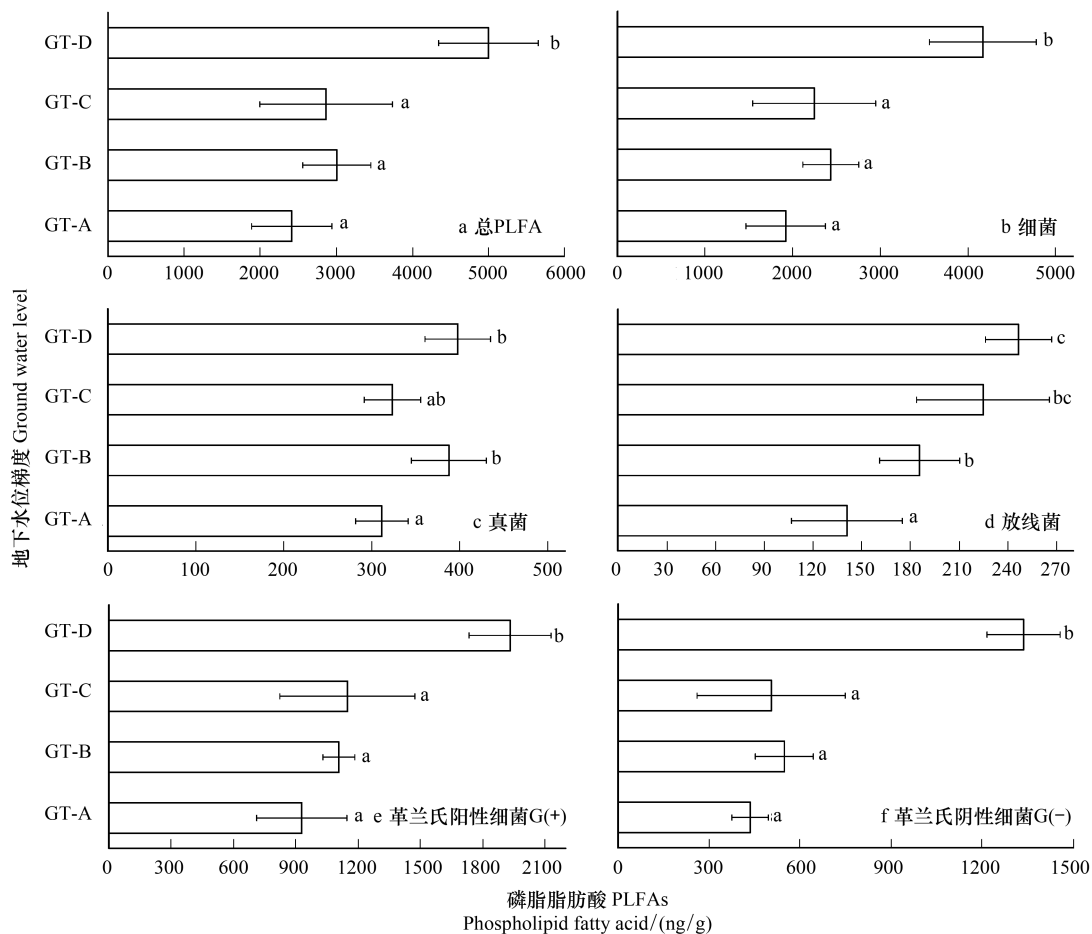 地下水位梯度 Ground water level
GT-D
b
GT-C
a
GT-B
a
GT-A
a
a 总PLFA
0 1000 2000 3000 4000 5000 6000
b
a
a
a
b 细菌
0 1000 2000 3000 4000 5000
GT-D
b
GT-C
ab
GT-B
b
GT-A
a
c 真菌
0 100 200 300 400 500
c
bc
b
a
d 放线菌
0 30 60 90 120 150 180 210 240 270
GT-D
b
GT-C
a
GT-B
a
GT-A
a
e 革兰氏阳性细菌G(+)
0 300 600 900 1200 1500 1800 2100
b
a
a
a
f 革兰氏阴性细菌G(−)
0 300 600 900 1200 1500
磷脂脂肪酸 PLFAs
Phospholipid fatty acid/(ng/g)